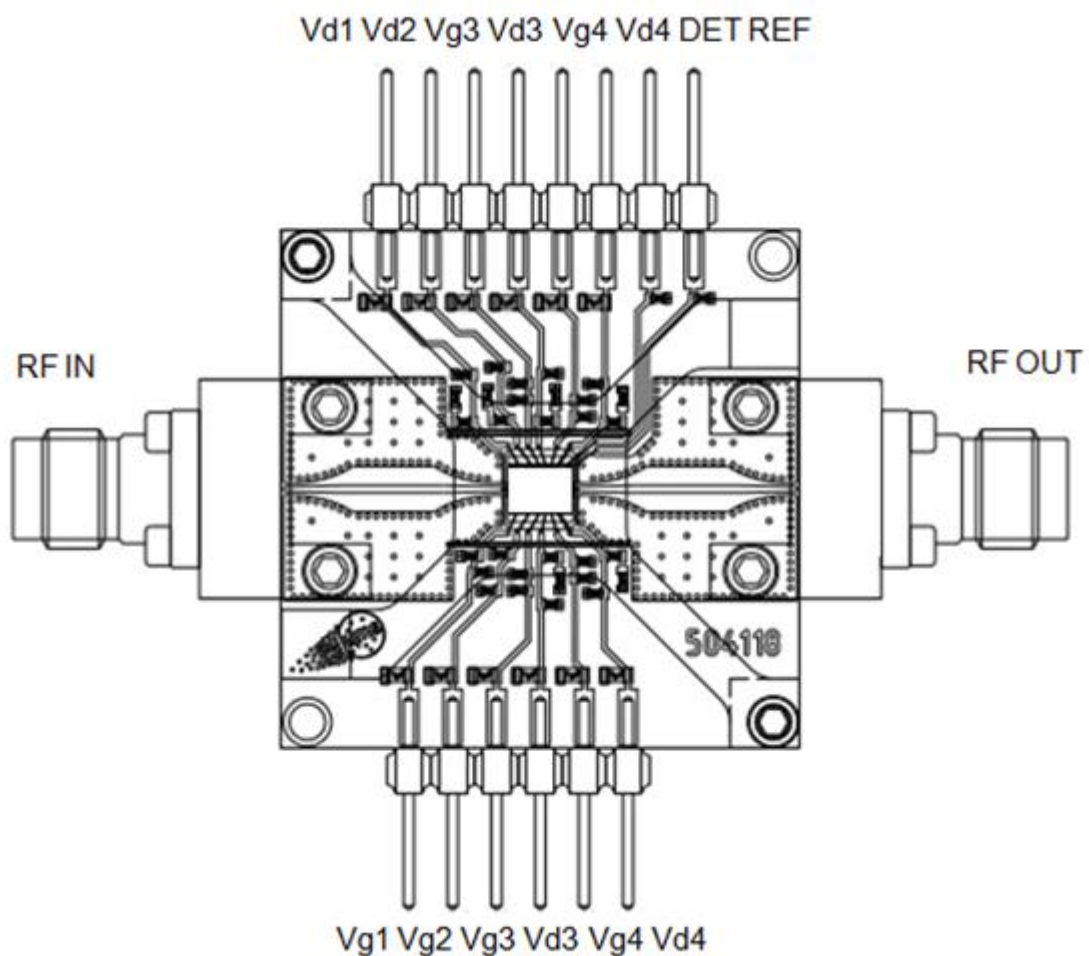 Vd1 Vd2 Vg3 Vd3 Vg4 Vd4 DET REF
RF IN
RF OUT
504118
Vg1 Vg2 Vg3 Vd3 Vg4 Vd4